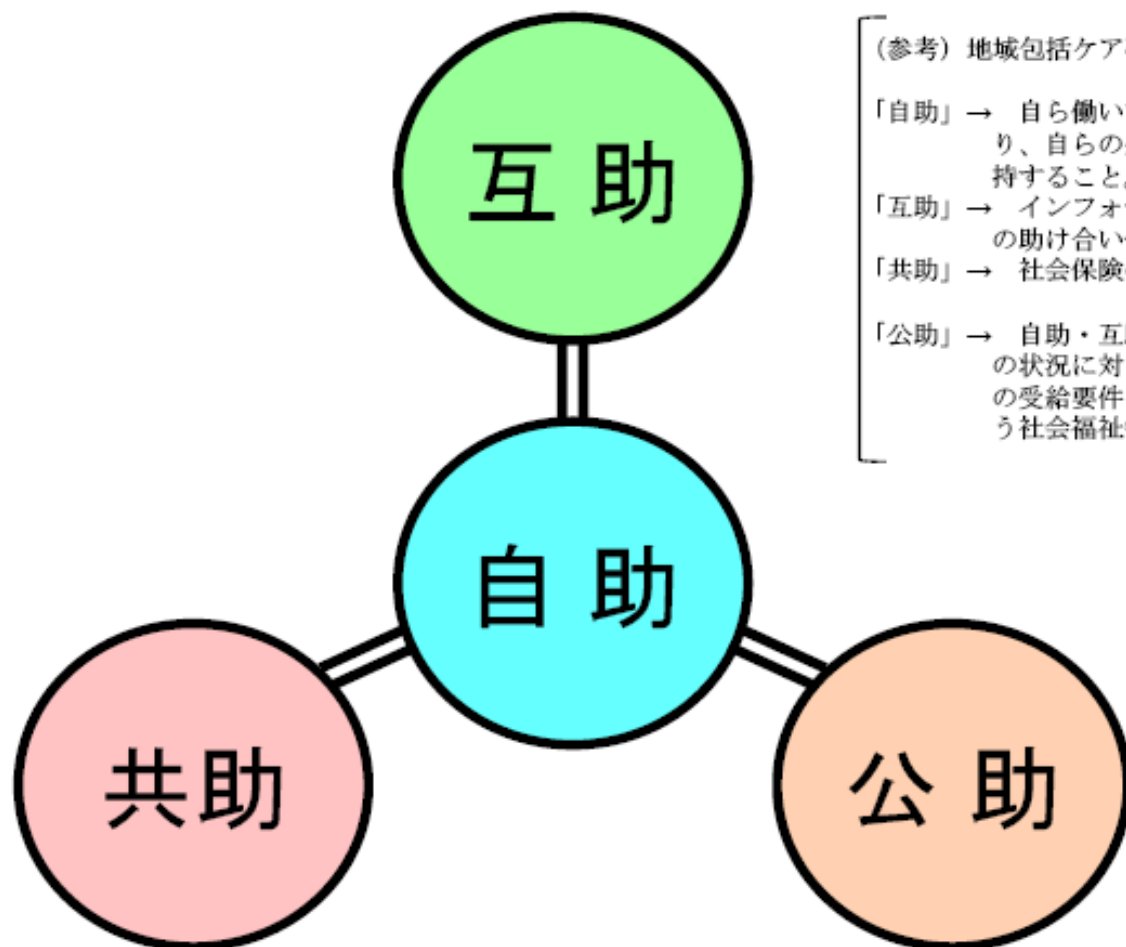 互助
自助
共助
公助
（参考）地域包括ケア
「自助」→ 自ら働い
り、自らの
持すること
「互助」→ インフォ
の助け合い
「共助」→ 社会保険
「公助」→ 自助・互
の状況に対
の受給要件
う社会福祉